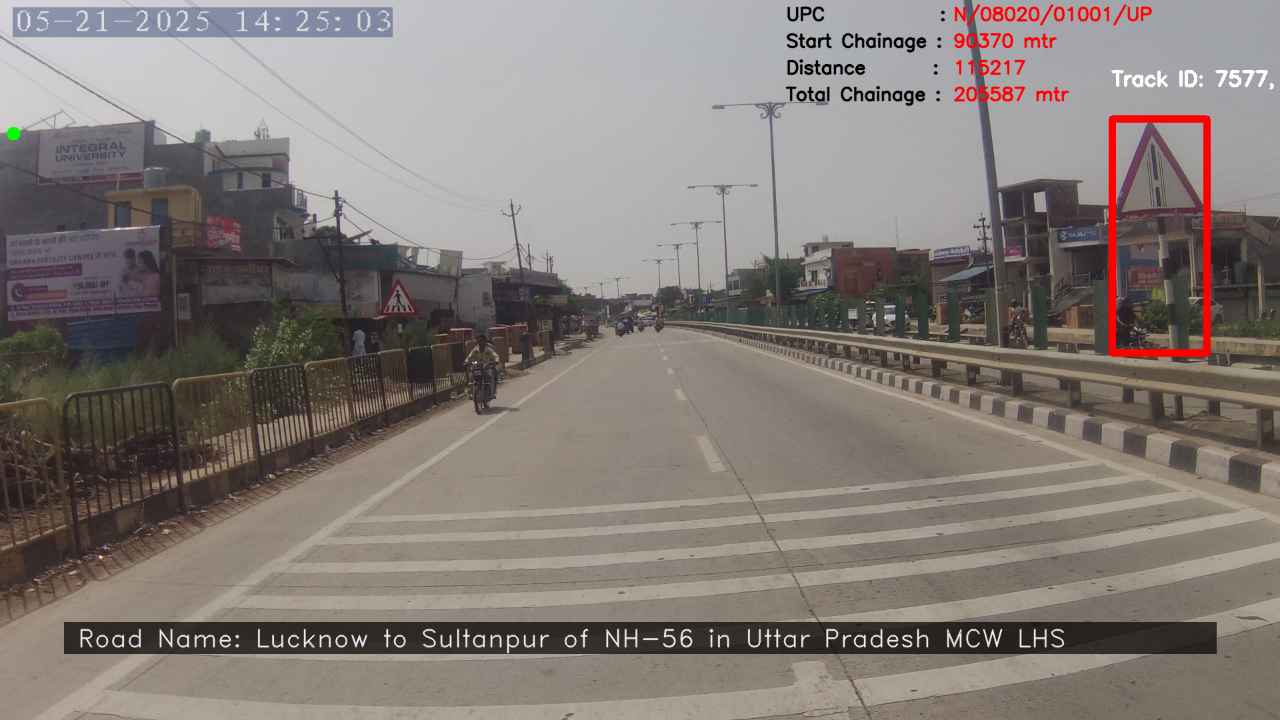 05-21-2025 14:25:03
UPC : N/08020/01001/UP
Start Chainage : 90370 mtr
Distance : 115217
Total Chainage : 205587 mtr
Track ID: 7577,
INTEGRAL
UNIVERSITY
Road Name: Lucknow to Sultanpur of NH-56 in Uttar Pradesh MCW LHS